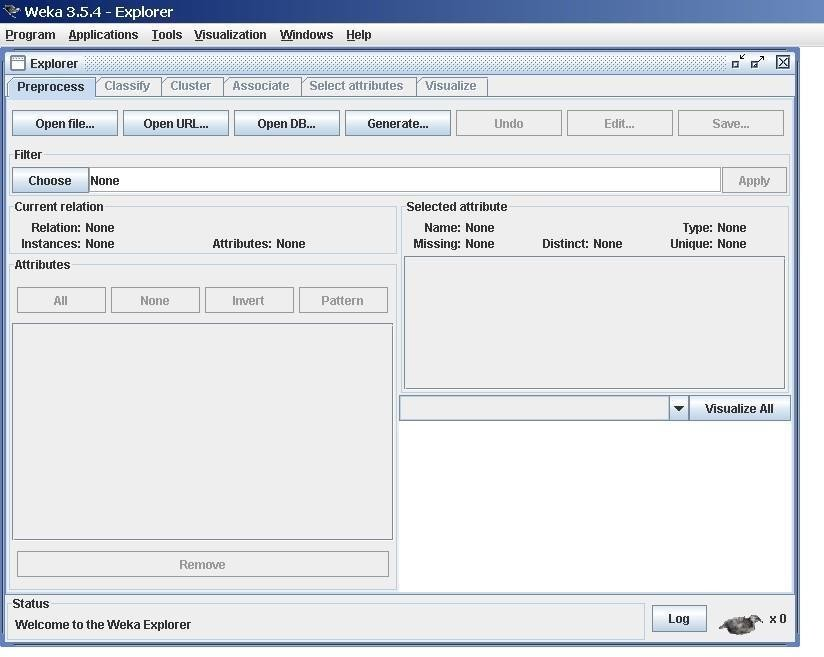 Weka 3.5.4 - Explorer
Program Applications Tools Visualization Windows Help
Explorer
Preprocess Classify Cluster Associate Select attributes Visualize
Open file... Open URL... Open DB... Generate... Undo Edit... Save...
Filter
Choose None Apply
Current relation
Relation: None
Instances: None Attributes: None
Attributes
All None Invert Pattern
Remove
Selected attribute
Name: None Type: None
Missing: None Distinct: None Unique: None
Visualize All
Status
Welcome to the Weka Explorer
Log x 0